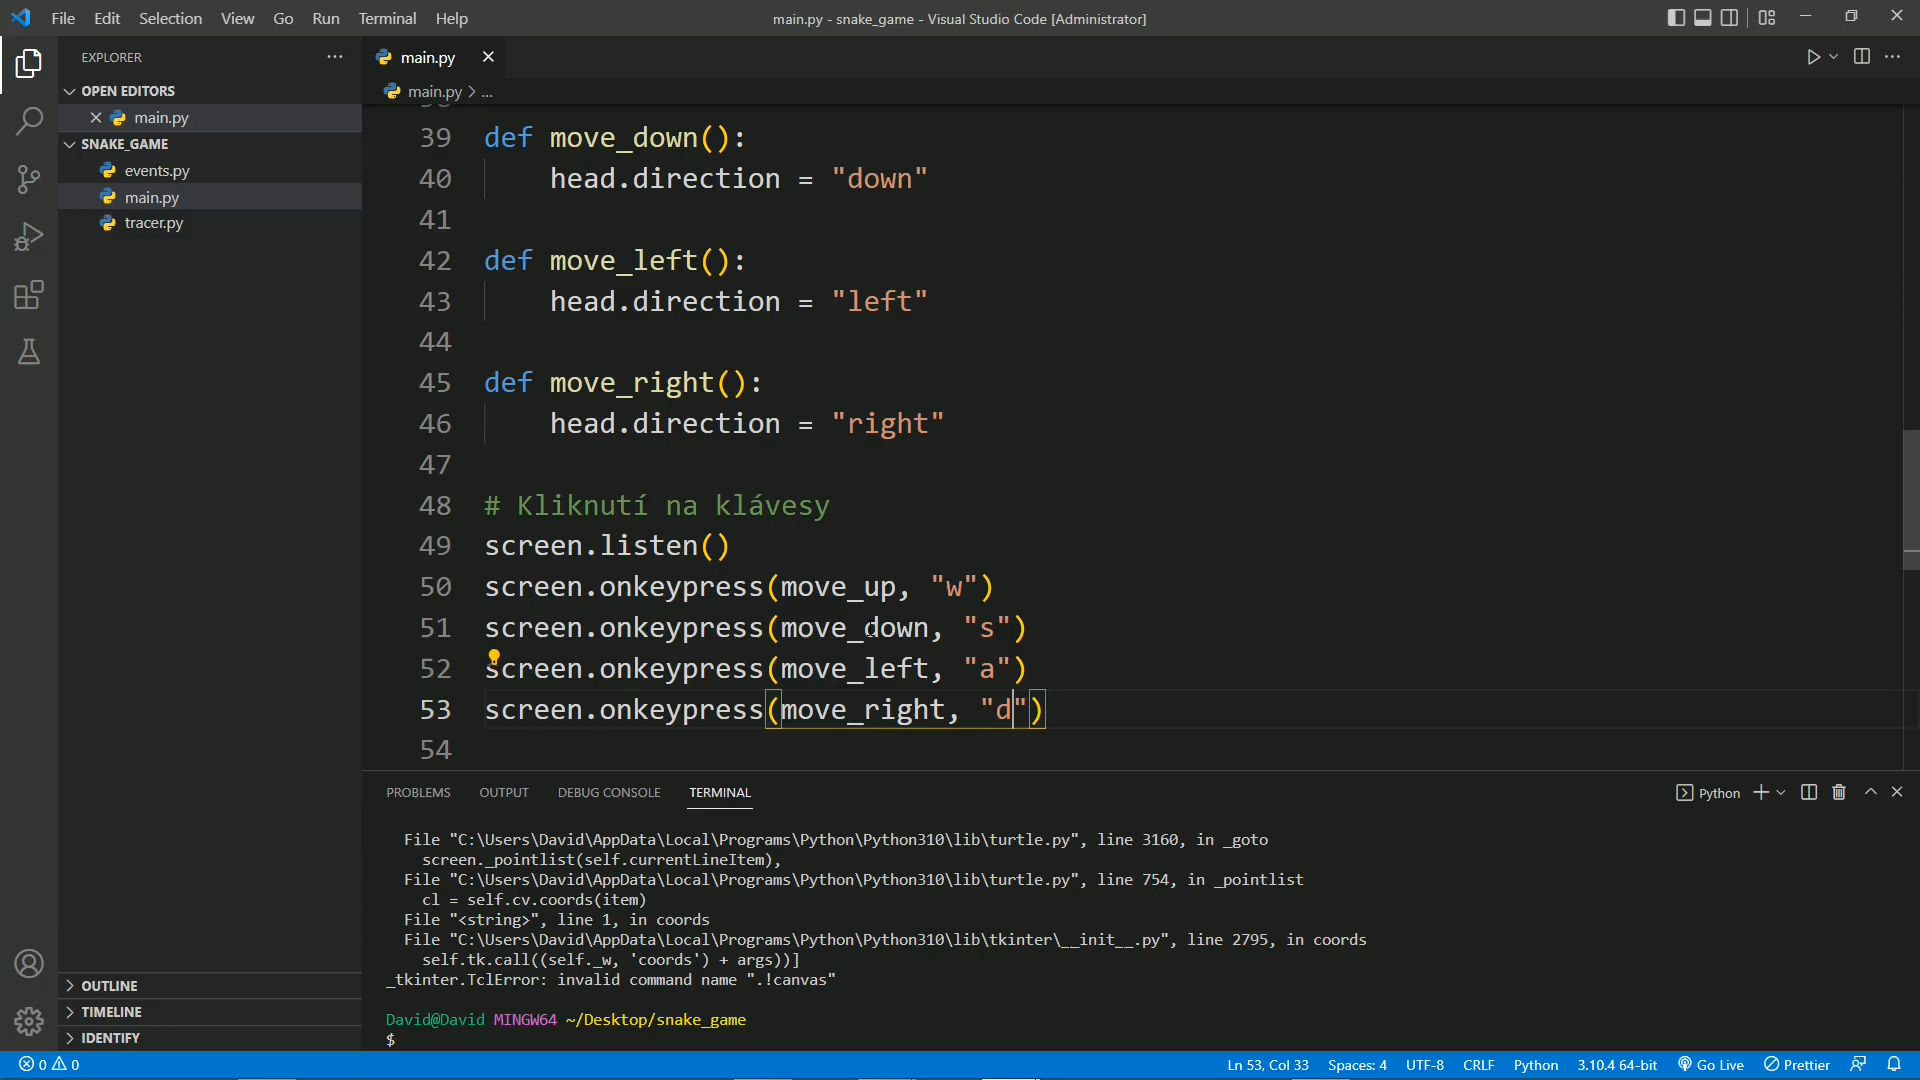 File Edit Selection View Go Run Terminal Help
main.py - snake_game - Visual Studio Code [Administrator]
EXPLORER
main.py
OPEN EDITORS
main.py > ...
main.py
SNAKE_GAME
events.py
main.py
tracer.py
39 def move_down():
40 head.direction = "down"
41
42 def move_left():
43 head.direction = "left"
44
45 def move_right():
46 head.direction = "right"
47
48 # Kliknutí na klávesy
49 screen.listen()
50 screen.onkeypress(move_up, "w")
51 screen.onkeypress(move_down, "s")
52 screen.onkeypress(move_left, "a")
53 screen.onkeypress(move_right, "d")
54
PROBLEMS OUTPUT DEBUG CONSOLE TERMINAL
Python
File "C:\Users\David\AppData\Local\Programs\Python\Python310\lib\turtle.py", line 3160, in _goto
screen._pointlist(self.currentLineItem),
File "C:\Users\David\AppData\Local\Programs\Python\Python310\lib\turtle.py", line 754, in _pointlist
cl = self.cv.coords(item)
File "<string>", line 1, in coords
File "C:\Users\David\AppData\Local\Programs\Python\Python310\lib\tkinter\__init__.py", line 2795, in coords
self.tk.call((self._w, 'coords') + args))]
_tkinter.TclError: invalid command name ".!canvas"
David@David MINGW64 ~/Desktop/snake_game
$
OUTLINE
TIMELINE
IDENTIFY
0 0
Ln 53, Col 33 Spaces: 4 UTF-8 CRLF Python 3.10.4 64-bit Go Live Prettier